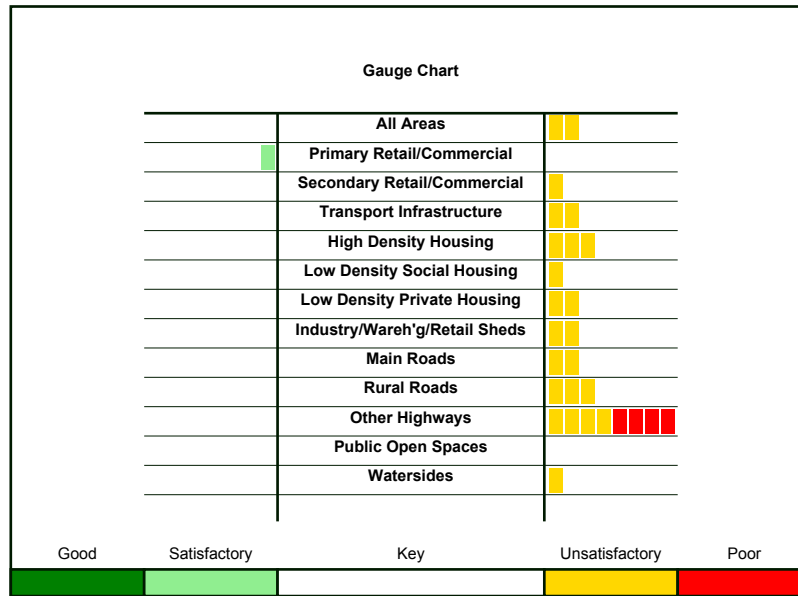 Gauge Chart
All Areas
Primary Retail/Commercial
Secondary Retail/Commercial
Transport Infrastructure
High Density Housing
Low Density Social Housing
Low Density Private Housing
Industry/Wareh'g/Retail Sheds
Main Roads
Rural Roads
Other Highways
Public Open Spaces
Watersides
Good Satisfactory Key Unsatisfactory Poor